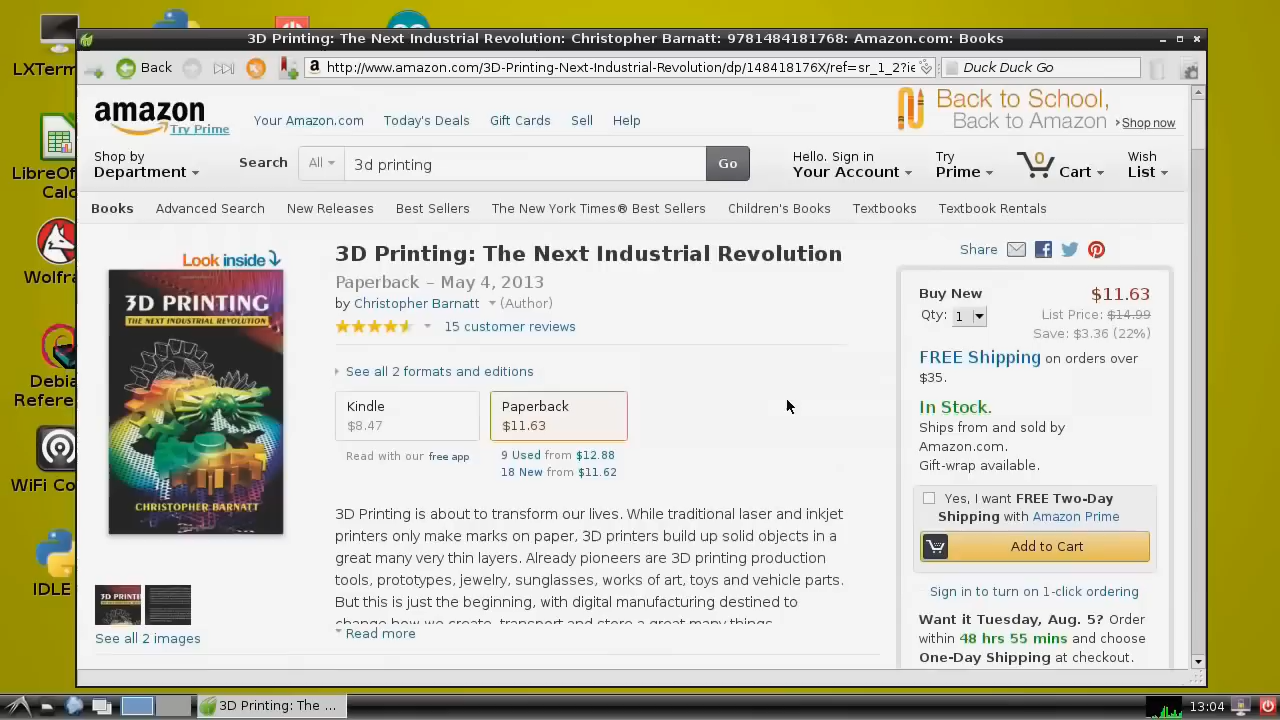 3D Printing: The Next Industrial Revolution: Christopher Barnatt: 9781484181768: Amazon.com: Books
Back
http://www.amazon.com/3D-Printing-Next-Industrial-Revolution/dp/148418176X/ref=sr_1_2?ie
Duck Duck Go
LXTerm
LibreOf
Calc
Wolfra
Debia
Refere
WiFi Co
IDLE
amazon
Try Prime
Your Amazon.com
Today's Deals
Gift Cards
Sell
Help
Back to School,
Back to Amazon
Shop now
Shop by
Department
Search
All
3d printing
Go
Hello. Sign in
Your Account
Try
Prime
0
Cart
Wish
List
Books
Advanced Search
New Releases
Best Sellers
The New York Times® Best Sellers
Children's Books
Textbooks
Textbook Rentals
Look inside
3D PRINTING
THE NEXT INDUSTRIAL REVOLUTION
CHRISTOPHER BARNATT
See all 2 images
3D Printing: The Next Industrial Revolution
Paperback – May 4, 2013
by Christopher Barnatt (Author)
15 customer reviews
See all 2 formats and editions
Kindle
$8.47
Read with our free app
Paperback
$11.63
9 Used from $12.88
18 New from $11.62
3D Printing is about to transform our lives. While traditional laser and inkjet
printers only make marks on paper, 3D printers build up solid objects in a
great many very thin layers. Already pioneers are 3D printing production
tools, prototypes, jewelry, sunglasses, works of art, toys and vehicle parts.
But this is just the beginning, with digital manufacturing destined to
change how we create, transport and store a great many things.
Read more
Share
Buy New
$11.63
Qty: 1
List Price: $14.99
Save: $3.36 (22%)
FREE Shipping on orders over
$35.
In Stock.
Ships from and sold by
Amazon.com.
Gift-wrap available.
Yes, I want FREE Two-Day
Shipping with Amazon Prime
Add to Cart
Sign in to turn on 1-click ordering
Want it Tuesday, Aug. 5? Order
within 48 hrs 55 mins and choose
One-Day Shipping at checkout.
3D Printing: The ...
13:04